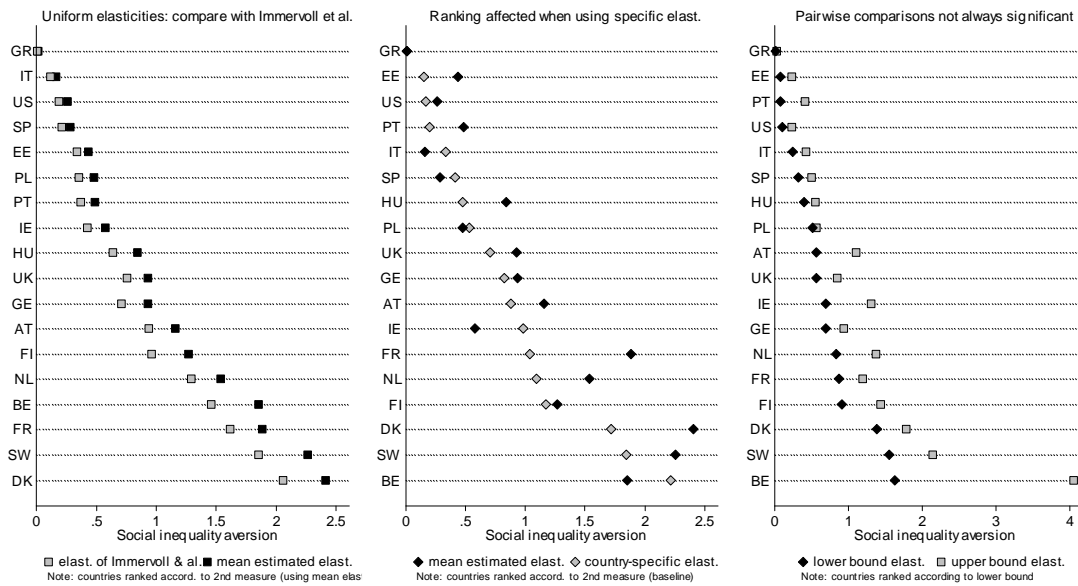 Uniform elasticities: compare with Immervoll et al.
GR
IT
US
SP
EE
PL
PT
IE
HU
UK
GE
AT
FI
NL
BE
FR
SW
DK
0 .5 1 1.5 2 2.5
Social inequality aversion
elast. of Immervoll & al. mean estimated elast.
Note: countries ranked accord. to 2nd measure (using mean elas
Ranking affected when using specific elast.
GR
EE
US
PT
IT
SP
HU
PL
UK
GE
AT
IE
FR
NL
FI
DK
SW
BE
0 .5 1 1.5 2 2.5
Social inequality aversion
mean estimated elast. country-specific elast.
Note: countries ranked accord. to 2nd measure (baseline)
Pairwise comparisons not always significant
GR
EE
PT
US
IT
SP
HU
PL
AT
UK
IE
GE
NL
FR
FI
DK
SW
BE
0 1 2 3 4
Social inequality aversion
lower bound elast. upper bound elast.
Note: countries ranked according to lower bound